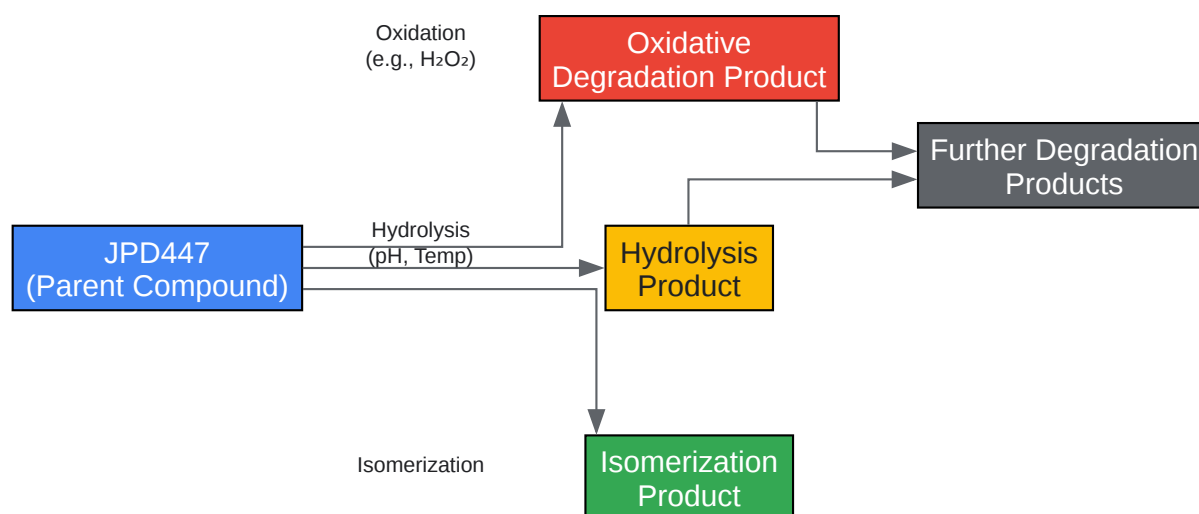 Oxidation
(e.g., H₂O₂)
Oxidative
Degradation Product
Further Degradation
Products
JPD447
(Parent Compound)
Hydrolysis
(pH, Temp)
Hydrolysis
Product
Isomerization
Isomerization
Product